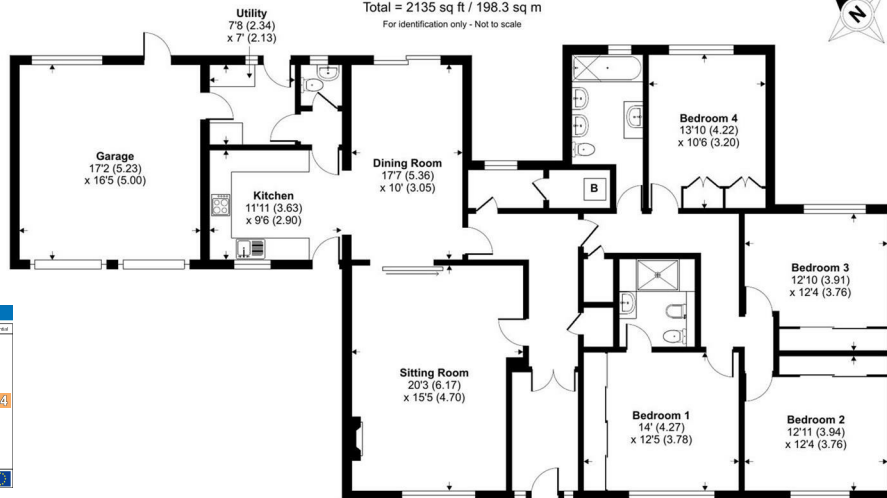 Total = 2135 sq ft / 198.3 sq m
For identification only - Not to scale
N
Utility
7'8 (2.34)
x 7' (2.13)
Garage
17'2 (5.23)
x 16'5 (5.00)
Kitchen
11'11 (3.63)
x 9'6 (2.90)
Dining Room
17'7 (5.36)
x 10' (3.05)
B
Bedroom 4
13'10 (4.22)
x 10'6 (3.20)
Bedroom 3
12'10 (3.91)
x 12'4 (3.76)
Sitting Room
20'3 (6.17)
x 15'5 (4.70)
Bedroom 1
14' (4.27)
x 12'5 (3.78)
Bedroom 2
12'11 (3.94)
x 12'4 (3.76)
4